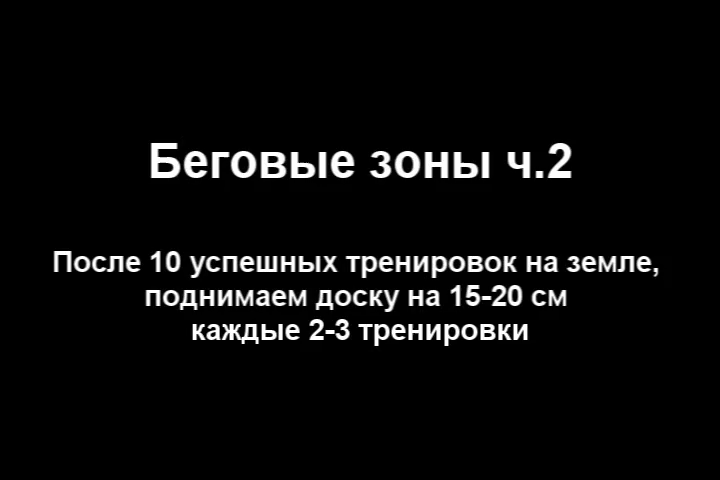 Беговые зоны ч.2
После 10 успешных тренировок на земле,
поднимаем доску на 15-20 см
каждые 2-3 тренировки